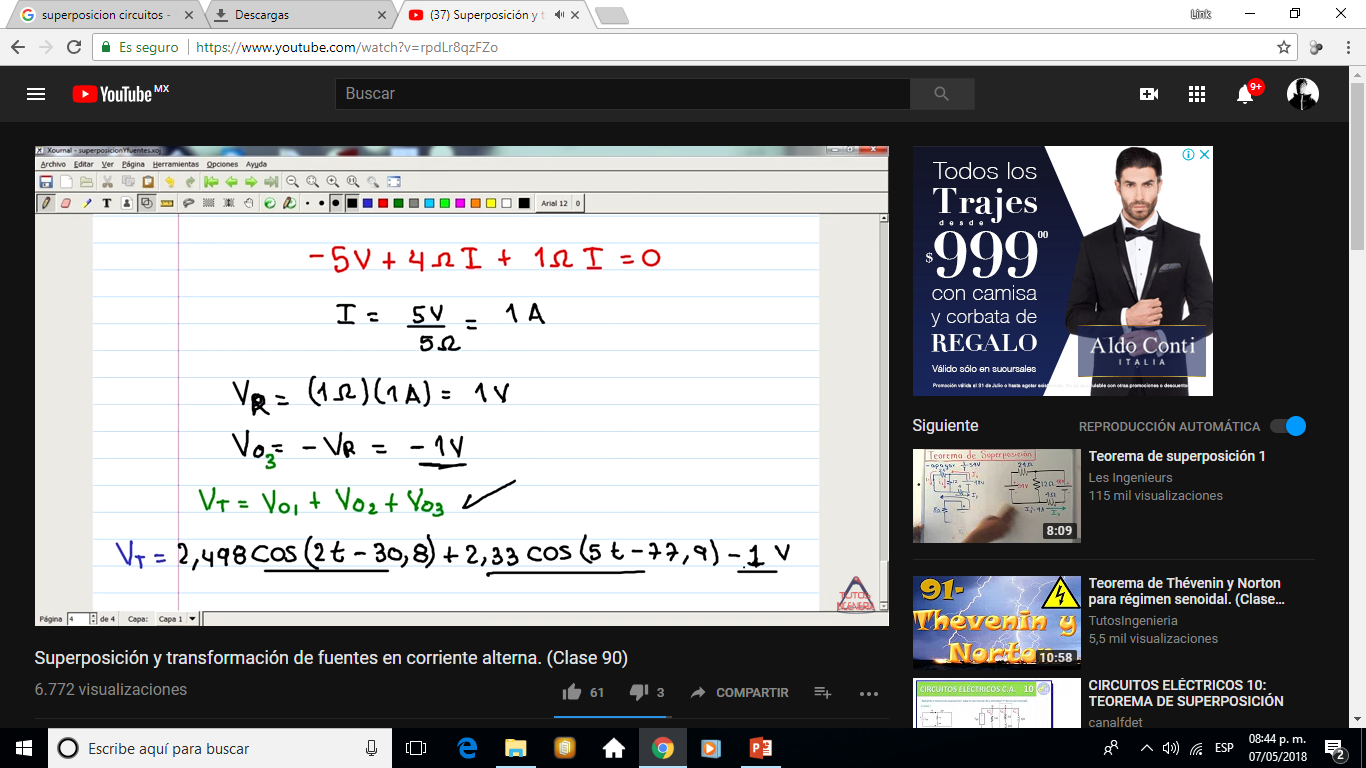 superposicion circuitos -
Descargas
(37) Superposición y t
Link
Es seguro
https://www.youtube.com/watch?v=rpdLr8qzFZo
YouTube MX
Buscar
9+
Xournal - superposicionYfuentes.xoj
Archivo Editar Ver Página Herramientas Opciones Ayuda
Arial 12 0
-5V + 4ΩI + 1ΩI = 0
I = 5V/5Ω = 1A
VR = (1Ω)(1A) = 1V
VO3 = -VR = -1V
VT = VO1 + VO2 + VO3
VT = 2,498 cos(2t - 30,8) + 2,33 cos(5t - 77,9) - 1 V
Página 4 de 4 Capa: Capa 1
Superposición y transformación de fuentes en corriente alterna. (Clase 90)
6.772 visualizaciones
61
3
COMPARTIR
Todos los
Trajes
desde
$999.00
con camisa
y corbata de
REGALO
Válido sólo en sucursales
Aldo Conti
ITALIA
Siguiente
REPRODUCCIÓN AUTOMÁTICA
Teorema de Superposición
8:09
Teorema de superposición 1
Les Ingenieurs
115 mil visualizaciones
91-
Thevenin y
Norton
10:58
Teorema de Thévenin y Norton
para régimen senoidal. (Clase...
TutosIngenieria
5,5 mil visualizaciones
CIRCUITOS ELÉCTRICOS C.A. 10
CIRCUITOS ELÉCTRICOS 10:
TEOREMA DE SUPERPOSICIÓN
canalfdet
Escribe aquí para buscar
ESP
08:44 p. m.
07/05/2018
2